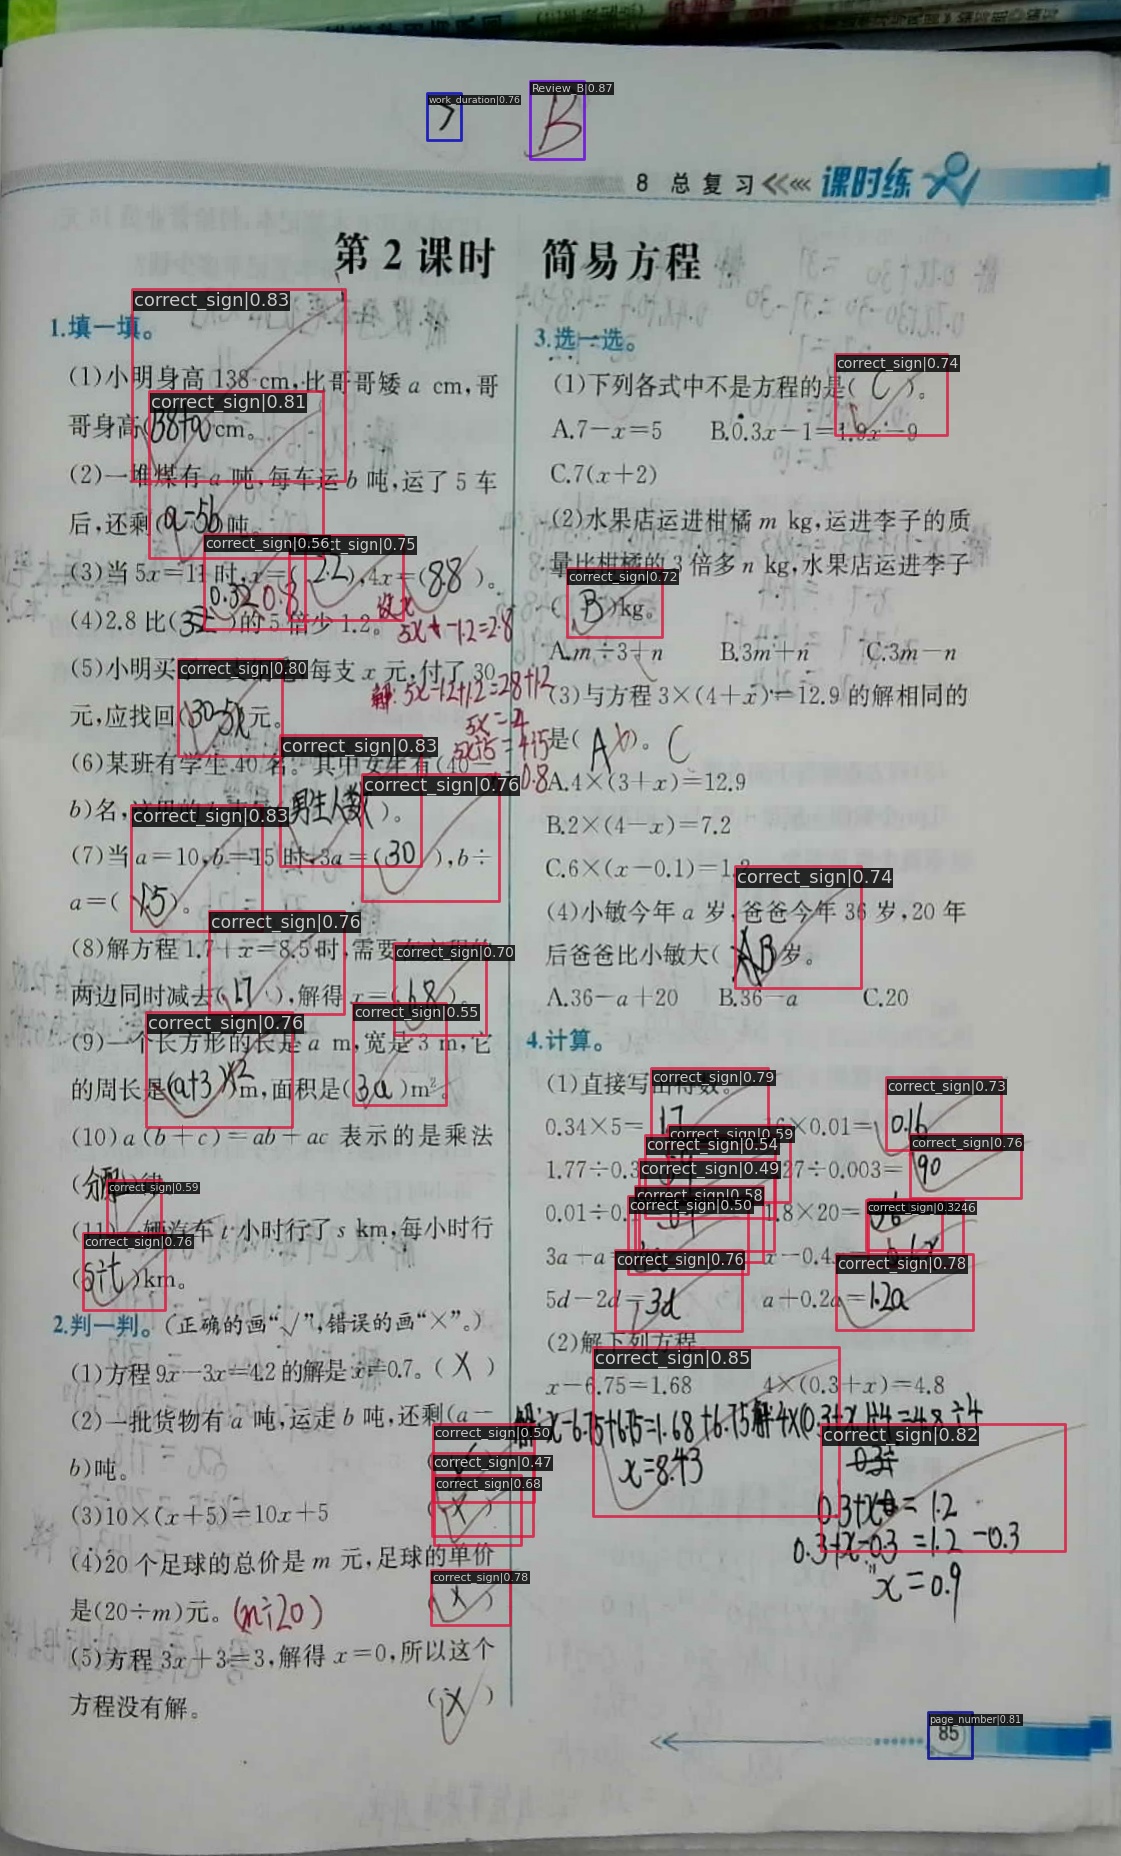 work_duration|0.76
Review_B|0.87
7
B
8 总复习
课时练
第2课时 简易方程
1.填一填。
correct_sign|0.83
(1)小明身高 138 cm,比哥哥矮 a cm,哥
correct_sign|0.81
哥身高(138+a)cm。
(2)一堆煤有 a 吨,每车运 b 吨,运了 5 车
后,还剩(a-5b)吨。
correct_sign|0.56
correct_sign|0.75
(3)当 5x=11 时,x=(2.2),4x=(8.8)。
0.32 0.8
(4)2.8 比( )的 5 倍少 1.2。
设x
5x-1.2=2.8
correct_sign|0.80
(5)小明买 每支 x 元,付了 30
解:5x-1.2+1.2=2.8+1.2
元,应找回(30-5x)元。
5x=4
5x÷5=4÷5
=0.8
correct_sign|0.83
(6)某班有学生 40 名。其中女生有(40-
correct_sign|0.76
b)名, (男生人数)。
correct_sign|0.83
(7)当 a=10,b=15 时,3a=(30),b÷
a=(1.5)。
correct_sign|0.76
(8)解方程 1.7+x=8.5 时,需要
correct_sign|0.70
两边同时减去(1.7),解得 x=(6.8)。
correct_sign|0.55
correct_sign|0.76
(9)一个长方形的长是 a m,宽是 3 m,它
的周长是(a+3)×2 m,面积是(3a)m²。
(10)a(b+c)=ab+ac 表示的是乘法
(分配)律
correct_sign|0.59
(11)一辆汽车 t 小时行了 s km,每小时行
correct_sign|0.76
(s÷t)km。
2.判一判。(正确的画“√”,错误的画“×”。)
(1)方程 9x-3x=4.2 的解是 x=0.7。(×)
(2)一批货物有 a 吨,运走 b 吨,还剩(a-
correct_sign|0.50
b)吨。
correct_sign|0.47
correct_sign|0.68
(3)10×(x+5)=10x+5 (×)
(4)20 个足球的总价是 m 元,足球的单价
correct_sign|0.78
是(20÷m)元。(m÷20) (×)
(5)方程 3x+3=3,解得 x=0,所以这个
方程没有解。 (×)
3.选一选。
correct_sign|0.74
(1)下列各式中不是方程的是(C)。
A.7-x=5 B.0.3x-1=1.9x-9
C.7(x+2)
(2)水果店运进柑橘 m kg,运进李子的质
量比柑橘的 3 倍多 n kg,水果店运进李子
correct_sign|0.72
(B)kg。
A.m÷3+n B.3m+n C.3m-n
(3)与方程 3×(4+x)=12.9 的解相同的
是(A)。C
A.4×(3+x)=12.9
B.2×(4-x)=7.2
C.6×(x-0.1)=1.2
correct_sign|0.74
(4)小敏今年 a 岁,爸爸今年 36 岁,20 年
后爸爸比小敏大(B)岁。
A.36-a+20 B.36-a C.20
4.计算。
(1)直接写出得数。
correct_sign|0.79
correct_sign|0.73
0.34×5=1.7 16×0.01=0.16
correct_sign|0.59
correct_sign|0.54
correct_sign|0.76
1.77÷0.3 27÷0.003=90
correct_sign|0.49
correct_sign|0.58
correct_sign|0.50
correct_sign|0.3246
0.01÷0. 1.8×20=36
3a+a= x-0.4
correct_sign|0.76
correct_sign|0.78
5d-2d=3d a+0.2a=1.2a
(2)解下列方程
correct_sign|0.85
x-6.75=1.68 4×(0.3+x)=4.8
解:x-6.75+6.75=1.68+6.75 解:4×(0.3+x)÷4=4.8÷4
correct_sign|0.82
x=8.43
0.3+x=1.2
0.3+x-0.3=1.2-0.3
x=0.9
page_number|0.81
85